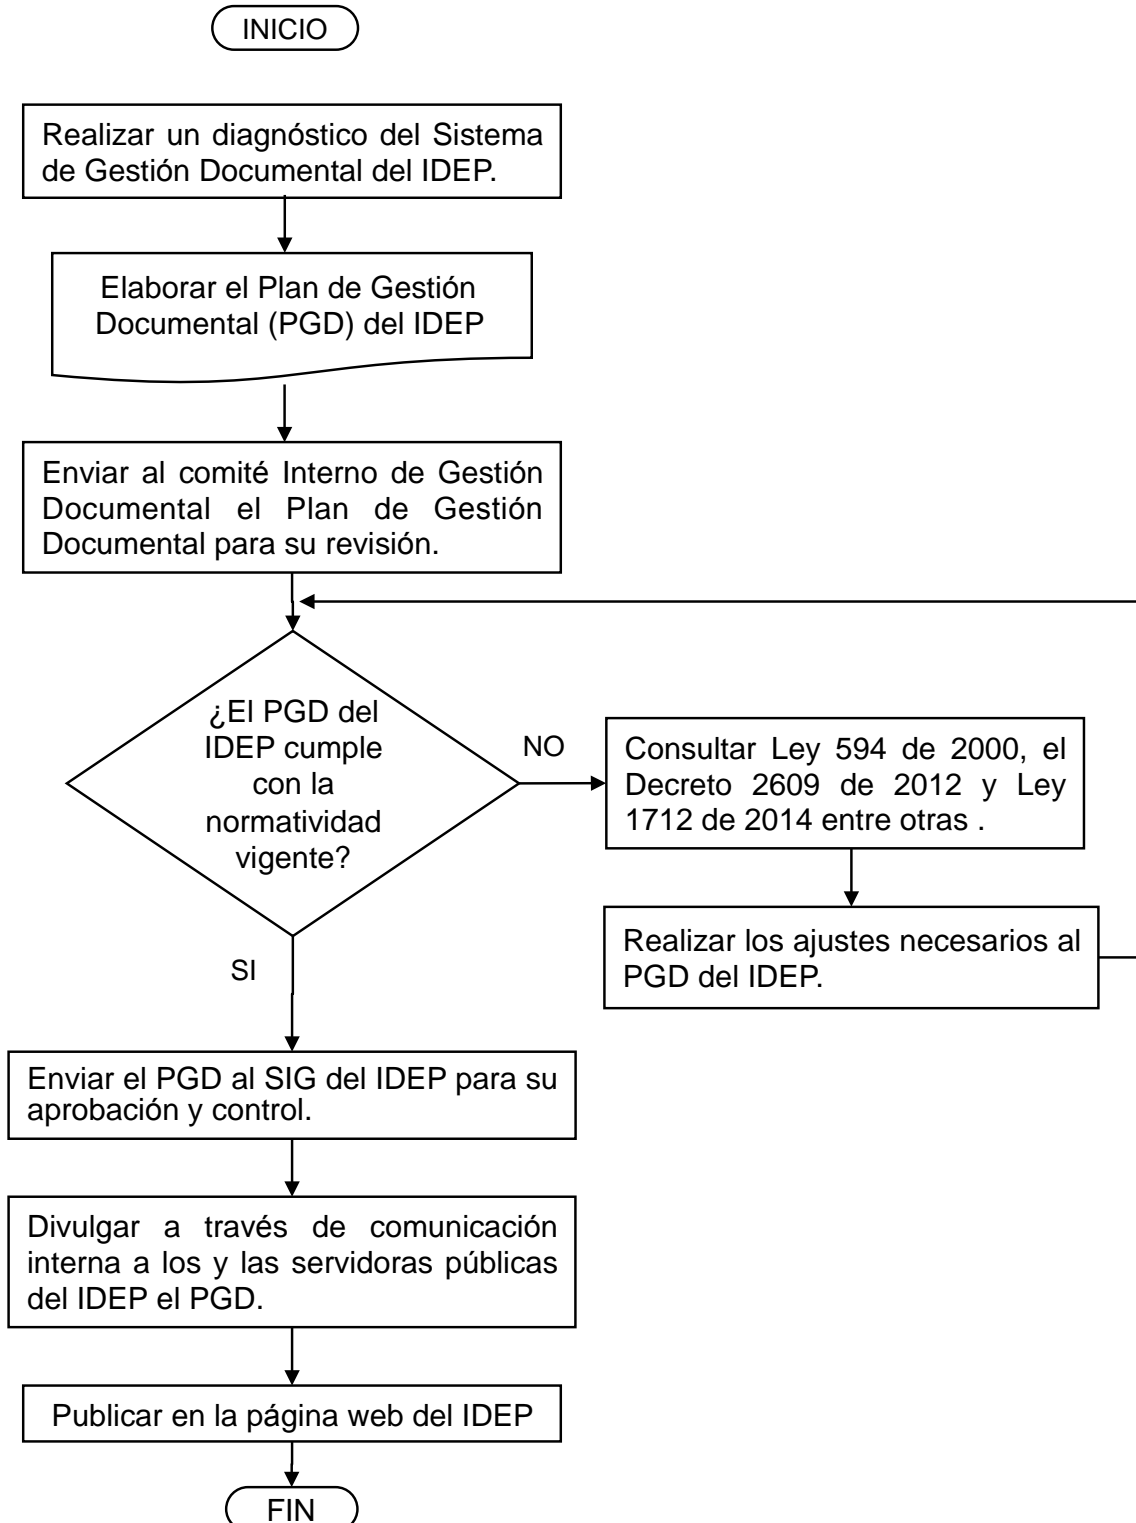 INICIO
Realizar un diagnóstico del Sistema
de Gestión Documental del IDEP.
Elaborar el Plan de Gestión
Documental (PGD) del IDEP
Enviar al comité Interno de Gestión
Documental el Plan de Gestión
Documental para su revisión.
¿El PGD del
IDEP cumple
con la
normatividad
vigente?
NO
Consultar Ley 594 de 2000, el
Decreto 2609 de 2012 y Ley
1712 de 2014 entre otras .
Realizar los ajustes necesarios al
PGD del IDEP.
SI
Enviar el PGD al SIG del IDEP para su
aprobación y control.
Divulgar a través de comunicación
interna a los y las servidoras públicas
del IDEP el PGD.
Publicar en la página web del IDEP
FIN